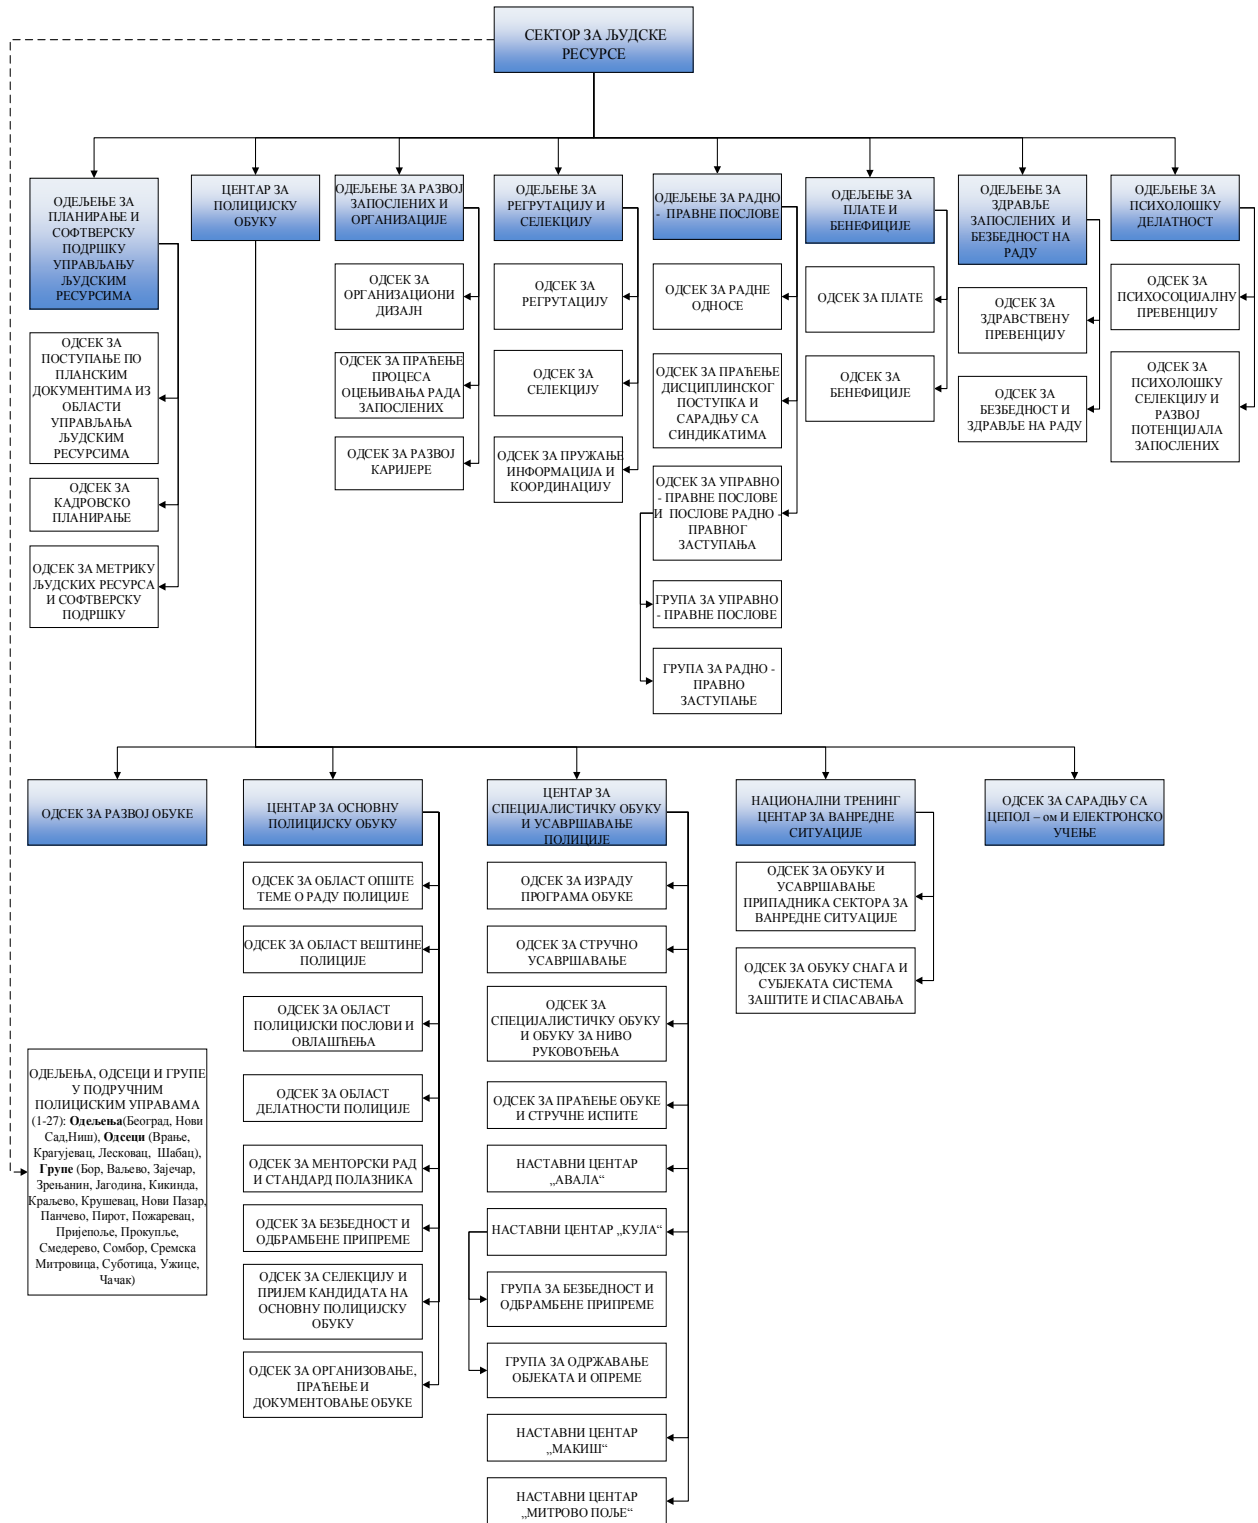 СЕКТОР ЗА ЉУДСКЕ
РЕСУРСЕ
ОДЕЉЕЊЕ ЗА
ПЛАНИРАЊЕ И
СОФТВЕРСКУ
ПОДРШКУ
УПРАВЉАЊУ
ЉУДСКИМ
РЕСУРСИМА
ОДСЕК ЗА
ПОСТУПАЊЕ ПО
ПЛАНСКИМ
ДОКУМЕНТИМА ИЗ
ОБЛАСТИ
УПРАВЉАЊА
ЉУДСКИМ
РЕСУРСИМА
ОДСЕК ЗА
КАДРОВСКО
ПЛАНИРАЊЕ
ОДСЕК ЗА МЕТРИКУ
ЉУДСКИХ РЕСУРСА
И СОФТВЕРСКУ
ПОДРШКУ
ЦЕНТАР ЗА
ПОЛИЦИЈСКУ
ОБУКУ
ОДЕЉЕЊЕ ЗА РАЗВОЈ
ЗАПОСЛЕНИХ И
ОРГАНИЗАЦИЈЕ
ОДСЕК ЗА
ОРГАНИЗАЦИОНИ
ДИЗАЈН
ОДСЕК ЗА ПРАЋЕЊЕ
ПРОЦЕСА
ОЦЕЊИВАЊА РАДА
ЗАПОСЛЕНИХ
ОДСЕК ЗА РАЗВОЈ
КАРИЈЕРЕ
ОДЕЉЕЊЕ ЗА
РЕГРУТАЦИЈУ И
СЕЛЕКЦИЈУ
ОДСЕК ЗА
РЕГРУТАЦИЈУ
ОДСЕК ЗА
СЕЛЕКЦИЈУ
ОДСЕК ЗА ПРУЖАЊЕ
ИНФОРМАЦИЈА И
КООРДИНАЦИЈУ
ОДЕЉЕЊЕ ЗА РАДНО
- ПРАВНЕ ПОСЛОВЕ
ОДСЕК ЗА РАДНЕ
ОДНОСЕ
ОДСЕК ЗА ПРАЋЕЊЕ
ДИСЦИПЛИНСКОГ
ПОСТУПКА И
САРАДЊУ СА
СИНДИКАТИМА
ОДСЕК ЗА УПРАВНО
- ПРАВНЕ ПОСЛОВЕ
И ПОСЛОВЕ РАДНО -
ПРАВНОГ
ЗАСТУПАЊА
ГРУПА ЗА УПРАВНО
- ПРАВНЕ ПОСЛОВЕ
ГРУПА ЗА РАДНО -
ПРАВНО
ЗАСТУПАЊЕ
ОДЕЉЕЊЕ ЗА
ПЛАТЕ И
БЕНЕФИЦИЈЕ
ОДСЕК ЗА ПЛАТЕ
ОДСЕК ЗА
БЕНЕФИЦИЈЕ
ОДЕЉЕЊЕ ЗА
ЗДРАВЉЕ
ЗАПОСЛЕНИХ И
БЕЗБЕДНОСТ НА
РАДУ
ОДСЕК ЗА
ЗДРАВСТВЕНУ
ПРЕВЕНЦИЈУ
ОДСЕК ЗА
БЕЗБЕДНОСТ И
ЗДРАВЉЕ НА РАДУ
ОДЕЉЕЊЕ ЗА
ПСИХОЛОШКУ
ДЕЛАТНОСТ
ОДСЕК ЗА
ПСИХОСОЦИЈАЛНУ
ПРЕВЕНЦИЈУ
ОДСЕК ЗА
ПСИХОЛОШКУ
СЕЛЕКЦИЈУ И
РАЗВОЈ
ПОТЕНЦИЈАЛА
ЗАПОСЛЕНИХ
ОДСЕК ЗА РАЗВОЈ ОБУКЕ
ЦЕНТАР ЗА ОСНОВНУ
ПОЛИЦИЈСКУ ОБУКУ
ОДСЕК ЗА ОБЛАСТ ОПШТЕ
ТЕМЕ О РАДУ ПОЛИЦИЈЕ
ОДСЕК ЗА ОБЛАСТ ВЕШТИНЕ
ПОЛИЦИЈЕ
ОДСЕК ЗА ОБЛАСТ
ПОЛИЦИЈСКИ ПОСЛОВИ И
ОВЛАШЋЕЊА
ОДСЕК ЗА ОБЛАСТ
ДЕЛАТНОСТИ ПОЛИЦИЈЕ
ОДСЕК ЗА МЕНТОРСКИ РАД
И СТАНДАРД ПОЛАЗНИКА
ОДСЕК ЗА БЕЗБЕДНОСТ И
ОДБРАМБЕНЕ ПРИПРЕМЕ
ОДСЕК ЗА СЕЛЕКЦИЈУ И
ПРИЈЕМ КАНДИДАТА НА
ОСНОВНУ ПОЛИЦИЈСКУ
ОБУКУ
ОДСЕК ЗА ОРГАНИЗОВАЊЕ,
ПРАЋЕЊЕ И
ДОКУМЕНТОВАЊЕ ОБУКЕ
ЦЕНТАР ЗА
СПЕЦИЈАЛИСТИЧКУ ОБУКУ
И УСАВРШАВАЊЕ
ПОЛИЦИЈЕ
ОДСЕК ЗА ИЗРАДУ
ПРОГРАМА ОБУКЕ
ОДСЕК ЗА СТРУЧНО
УСАВРШАВАЊЕ
ОДСЕК ЗА
СПЕЦИЈАЛИСТИЧКУ ОБУКУ
И ОБУКУ ЗА НИВО
РУКОВОЂЕЊА
ОДСЕК ЗА ПРАЋЕЊЕ ОБУКЕ
И СТРУЧНЕ ИСПИТЕ
НАСТАВНИ ЦЕНТАР
„АВАЛА“
НАСТАВНИ ЦЕНТАР „КУЛА“
ГРУПА ЗА БЕЗБЕДНОСТ И
ОДБРАМБЕНЕ ПРИПРЕМЕ
ГРУПА ЗА ОДРЖАВАЊЕ
ОБЈЕКАТА И ОПРЕМЕ
НАСТАВНИ ЦЕНТАР
„МАКИШ“
НАСТАВНИ ЦЕНТАР
„МИТРОВО ПОЉЕ“
НАЦИОНАЛНИ ТРЕНИНГ
ЦЕНТАР ЗА ВАНРЕДНЕ
СИТУАЦИЈЕ
ОДСЕК ЗА ОБУКУ И
УСАВРШАВАЊЕ
ПРИПАДНИКА СЕКТОРА ЗА
ВАНРЕДНЕ СИТУАЦИЈЕ
ОДСЕК ЗА ОБУКУ СНАГА И
СУБЈЕКАТА СИСТЕМА
ЗАШТИТЕ И СПАСАВАЊА
ОДСЕК ЗА САРАДЊУ СА
ЦЕПОЛ – ом И ЕЛЕКТРОНСКО
УЧЕЊЕ
ОДЕЉЕЊА, ОДСЕЦИ И ГРУПЕ
У ПОДРУЧНИМ
ПОЛИЦИСКИМ УПРАВАМА
(1-27): Одељења(Београд, Нови
Сад,Ниш), Одсеци (Врање,
Крагујевац, Лесковац, Шабац),
Групе (Бор, Ваљево, Зајечар,
Зрењанин, Јагодина, Кикинда,
Краљево, Крушевац, Нови Пазар,
Панчево, Пирот, Пожаревац,
Пријепоље, Прокупље,
Смедерево, Сомбор, Сремска
Митровица, Суботица, Ужице,
Чачак)